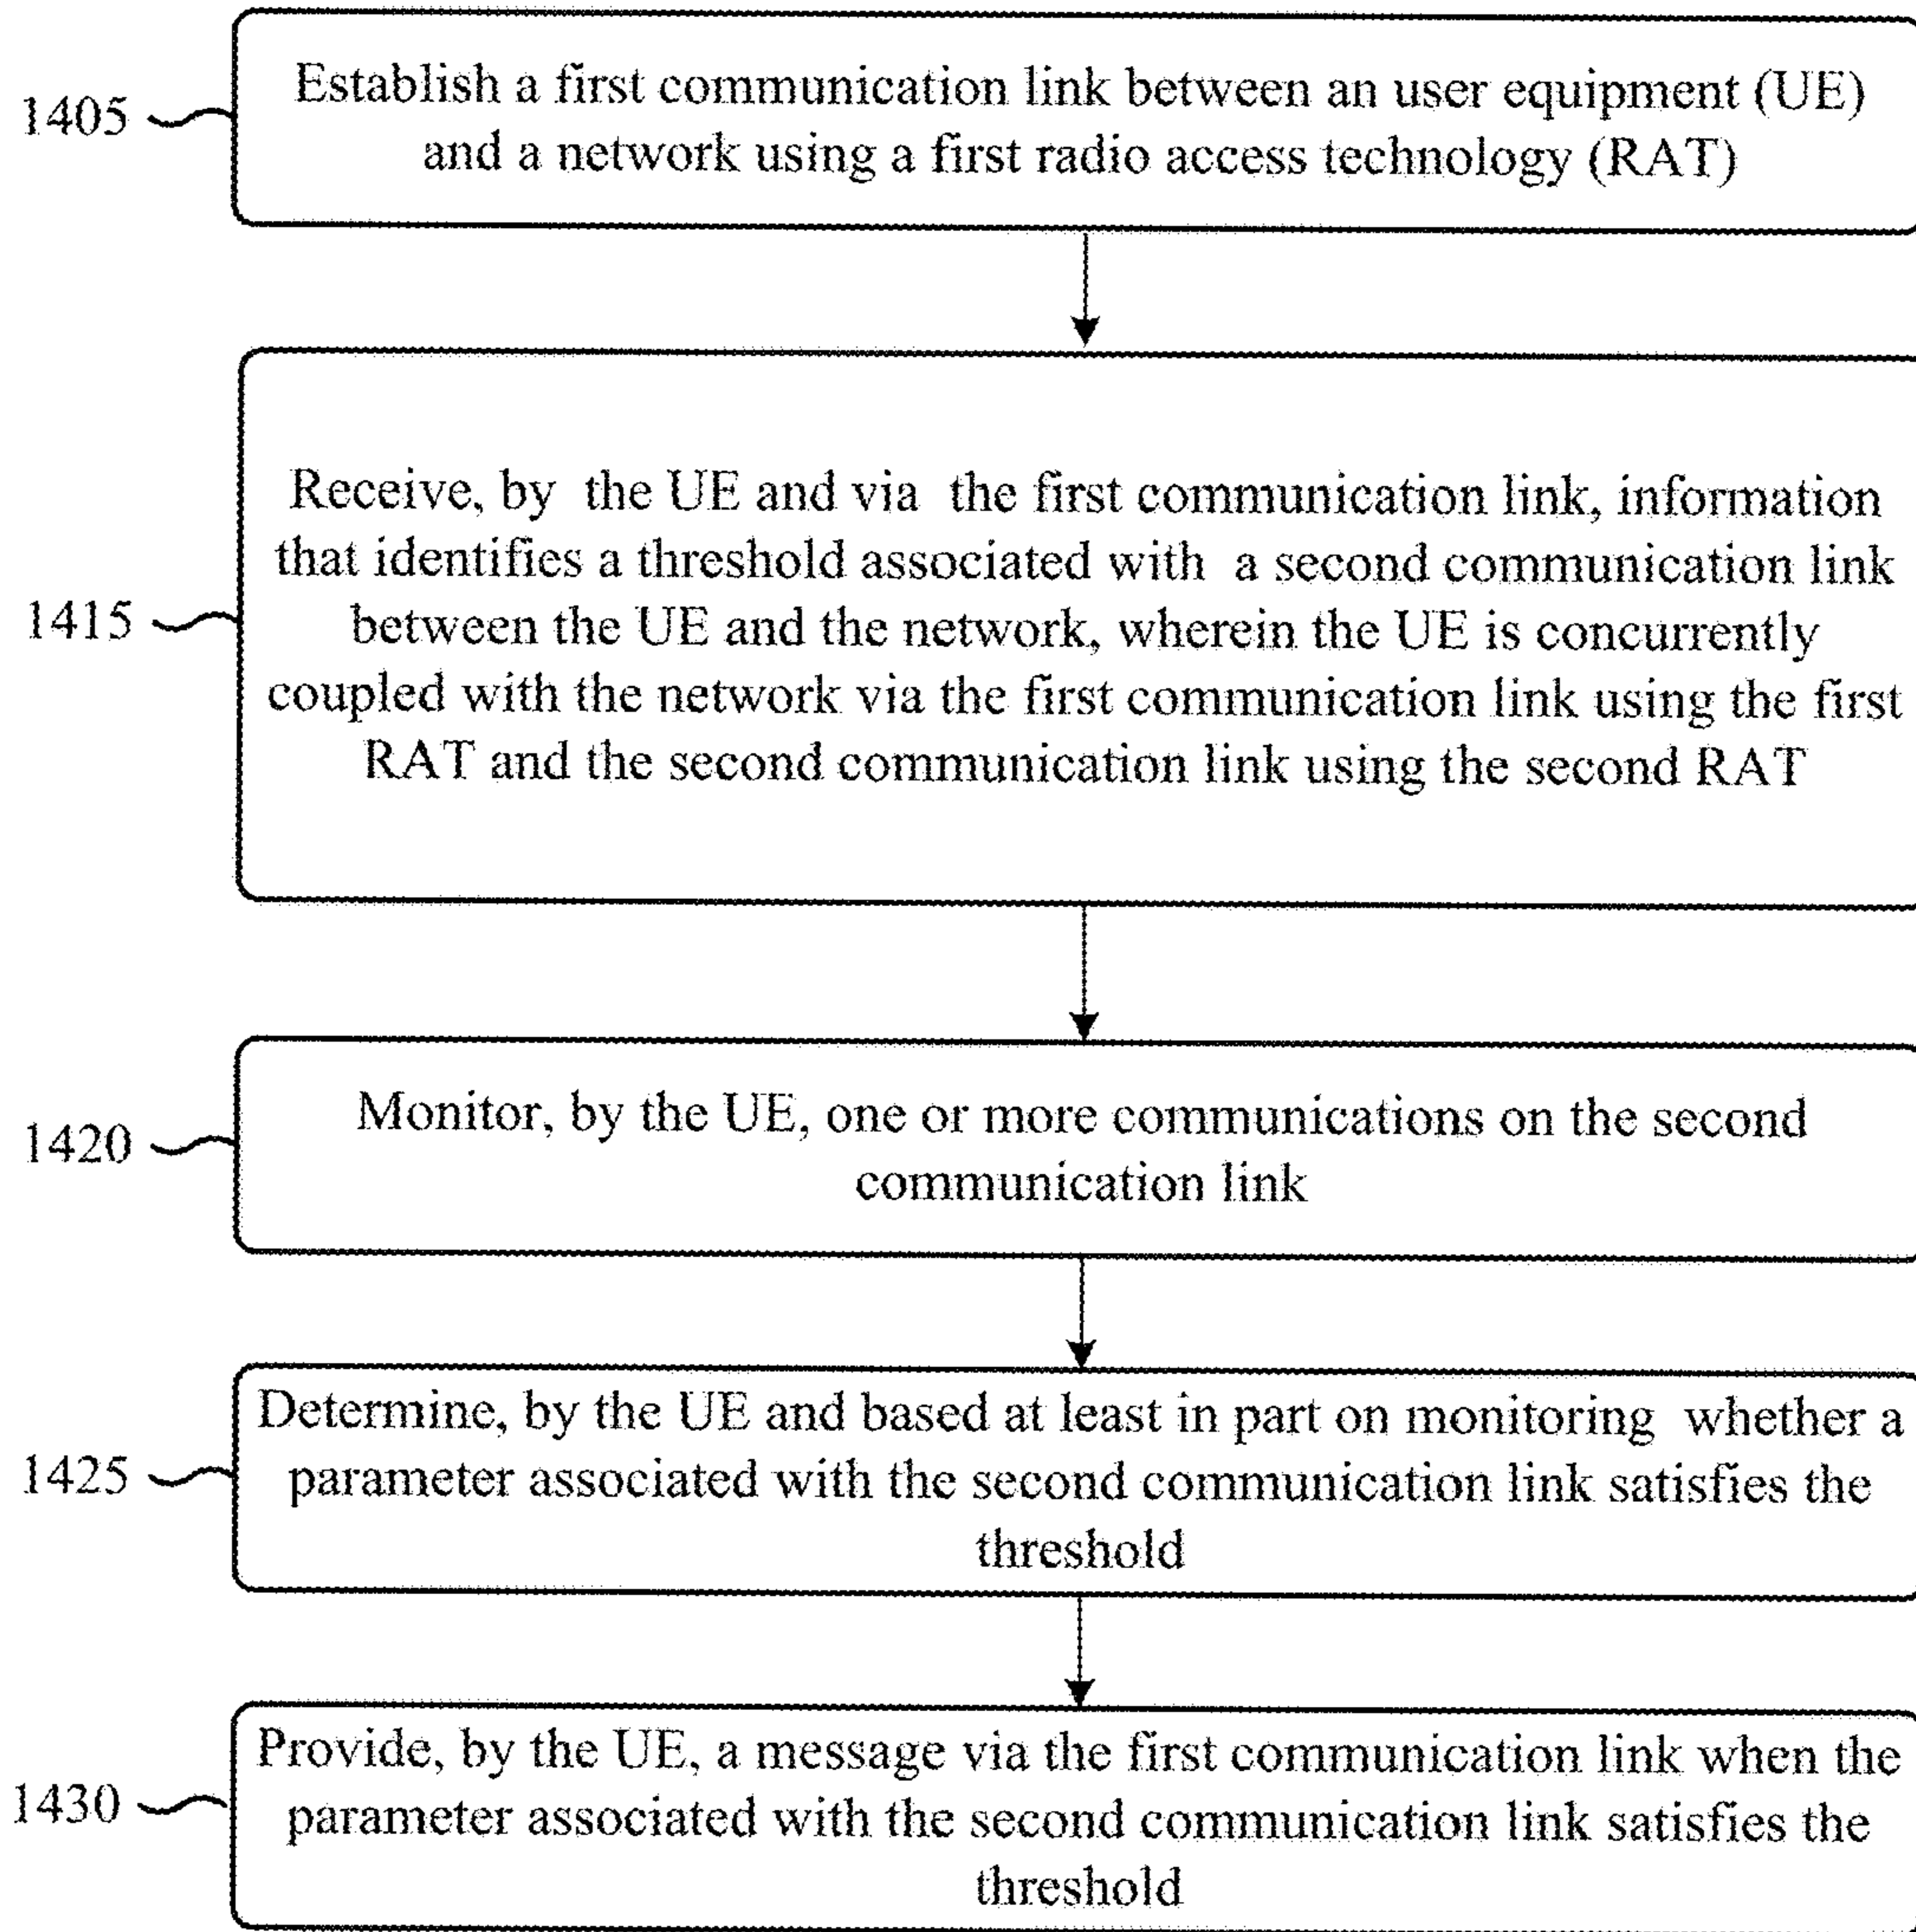 1405
Establish a first communication link between an user equipment (UE)
and a network using a first radio access technology (RAT)
1415
Receive, by the UE and via the first communication link, information
that identifies a threshold associated with a second communication link
between the UE and the network, wherein the UE is concurrently
coupled with the network via the first communication link using the first
RAT and the second communication link using the second RAT
1420
Monitor, by the UE, one or more communications on the second
communication link
1425
Determine, by the UE and based at least in part on monitoring whether a
parameter associated with the second communication link satisfies the
threshold
1430
Provide, by the UE, a message via the first communication link when the
parameter associated with the second communication link satisfies the
threshold